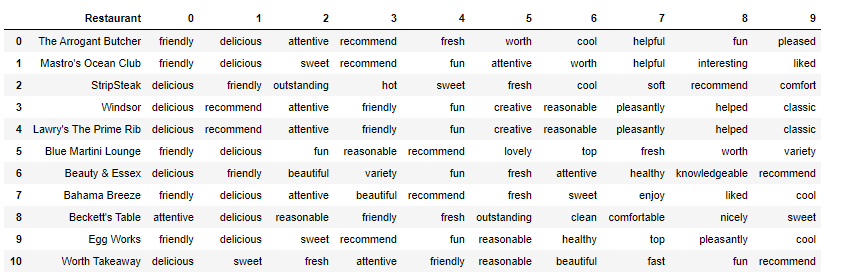 Restaurant 0 1 2 3 4 5 6 7 8 9
0 The Arrogant Butcher friendly delicious attentive recommend fresh worth cool helpful fun pleased
1 Mastro's Ocean Club friendly delicious sweet recommend fun attentive worth helpful interesting liked
2 StripSteak delicious friendly outstanding hot sweet fresh cool soft recommend comfort
3 Windsor delicious recommend attentive friendly fun creative reasonable pleasantly helped classic
4 Lawry's The Prime Rib delicious recommend attentive friendly fun creative reasonable pleasantly helped classic
5 Blue Martini Lounge friendly delicious fun reasonable recommend lovely top fresh worth variety
6 Beauty & Essex delicious friendly beautiful variety fun fresh attentive healthy knowledgeable recommend
7 Bahama Breeze friendly delicious attentive beautiful recommend fresh sweet enjoy liked cool
8 Beckett's Table attentive delicious reasonable friendly fresh outstanding clean comfortable nicely sweet
9 Egg Works friendly delicious sweet recommend fun reasonable healthy top pleasantly cool
10 Worth Takeaway delicious sweet fresh attentive friendly reasonable beautiful fast fun recommend